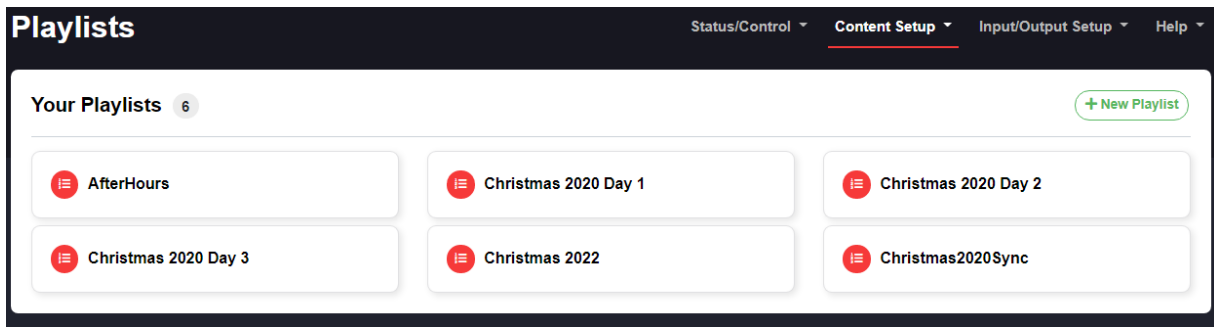 Playlists
Status/Control Content Setup Input/Output Setup Help
Your Playlists 6
+ New Playlist
AfterHours
Christmas 2020 Day 1
Christmas 2020 Day 2
Christmas 2020 Day 3
Christmas 2022
Christmas2020Sync